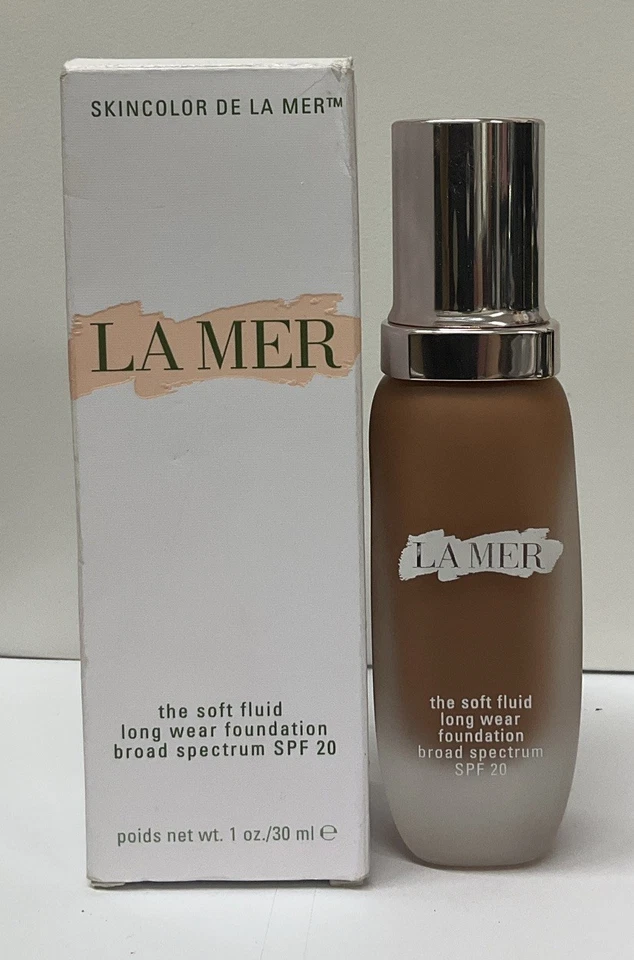 SKINCOLOR DE LA MER™
LA MER
the soft fluid
long wear foundation
broad spectrum SPF 20
poids net wt. 1 oz./30 ml ℮
LA MER
the soft fluid
long wear
foundation
broad spectrum
SPF 20